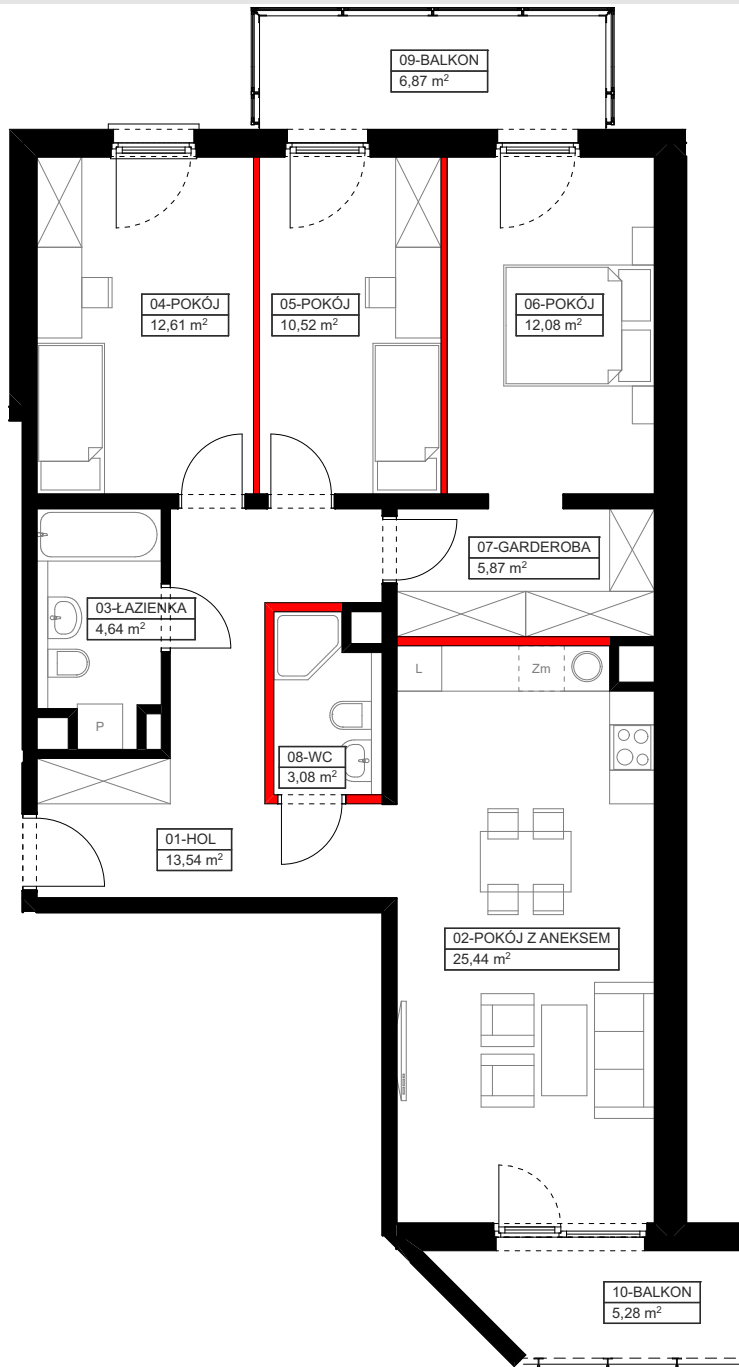 09-BALKON
6,87 m²
04-POKÓJ
12,61 m²
05-POKÓJ
10,52 m²
06-POKÓJ
12,08 m²
07-GARDEROBA
5,87 m²
03-ŁAZIENKA
4,64 m²
L
Zm
P
08-WC
3,08 m²
01-HOL
13,54 m²
02-POKÓJ Z ANEKSEM
25,44 m²
10-BALKON
5,28 m²